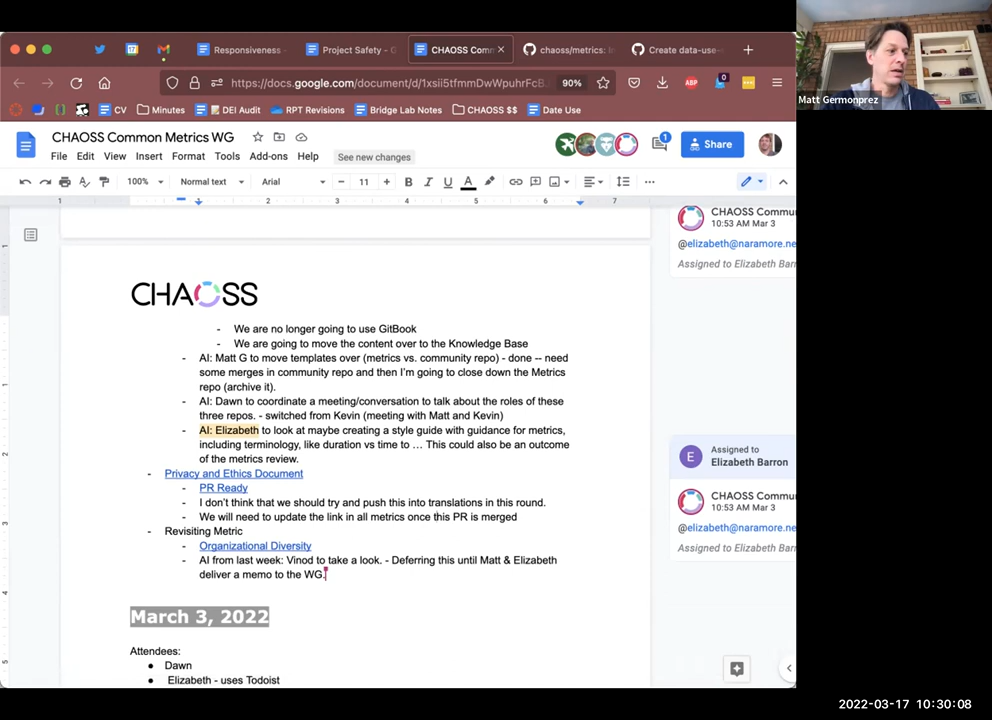 Responsiveness
Project Safety - G
CHAOSS Comm
chaoss/metrics: I
Create data-use-
https://docs.google.com/document/d/1xsii5tfmmDwWpuhrFcB
90%
ABP
0
CV
Minutes
DEI Audit
RPT Revisions
Bridge Lab Notes
CHAOSS $$
Date Use
CHAOSS Common Metrics WG
File Edit View Insert Format Tools Add-ons Help
See new changes
1
Share
100%
Normal text
Arial
11
B I U A
1 2 3 4 5 6 7
CHAOSS
- We are no longer going to use GitBook
- We are going to move the content over to the Knowledge Base
- AI: Matt G to move templates over (metrics vs. community repo) - done -- need
some merges in community repo and then I'm going to close down the Metrics
repo (archive it).
- AI: Dawn to coordinate a meeting/conversation to talk about the roles of these
three repos. - switched from Kevin (meeting with Matt and Kevin)
- AI: Elizabeth to look at maybe creating a style guide with guidance for metrics,
including terminology, like duration vs time to … This could also be an outcome
of the metrics review.
- Privacy and Ethics Document
- PR Ready
- I don't think that we should try and push this into translations in this round.
- We will need to update the link in all metrics once this PR is merged
- Revisiting Metric
- Organizational Diversity
- AI from last week: Vinod to take a look. - Deferring this until Matt & Elizabeth
deliver a memo to the WG.
March 3, 2022
Attendees:
● Dawn
● Elizabeth - uses Todoist
CHAOSS Commu
10:53 AM Mar 3
@elizabeth@naramore.ne
Assigned to Elizabeth Barron
E
Assigned to
Elizabeth Barron
CHAOSS Commu
10:53 AM Mar 3
@elizabeth@naramore.ne
Assigned to Elizabeth Barron
Matt Germonprez
2022-03-17 10:30:08